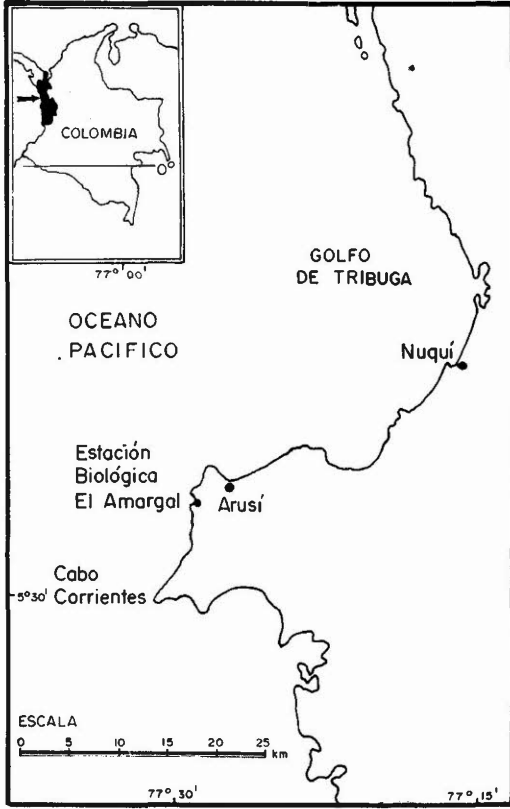 COLOMBIA
77° 00'
GOLFO
DE TRIBUGA
OCEANO
PACIFICO
Nuquí
Estación
Biológica
El Amargal
Arusí
Cabo
Corrientes
5°30'
ESCALA
0 5 10 15 20 25
km
77° 30'
77° 15'